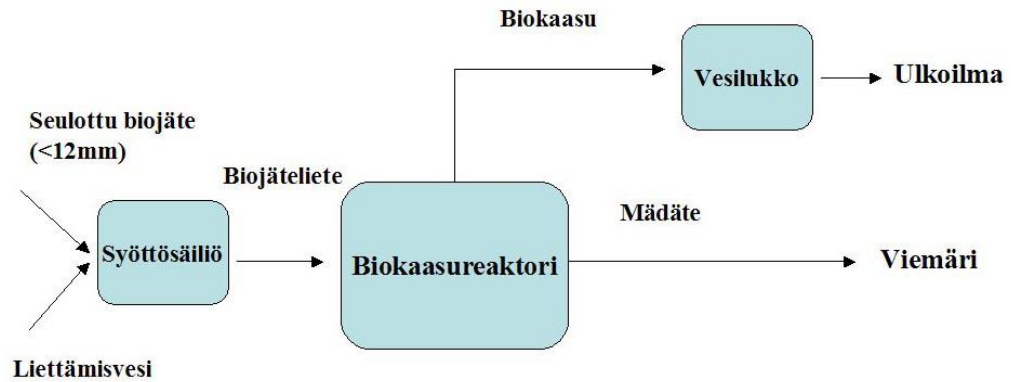 Biokaasu
Vesilukko
Ulkoilma
Seulottu biojäte
(<12mm)
Biojäteliete
Mädäte
Syöttösäiliö
Biokaasureaktori
Viemäri
Liettämisvesi